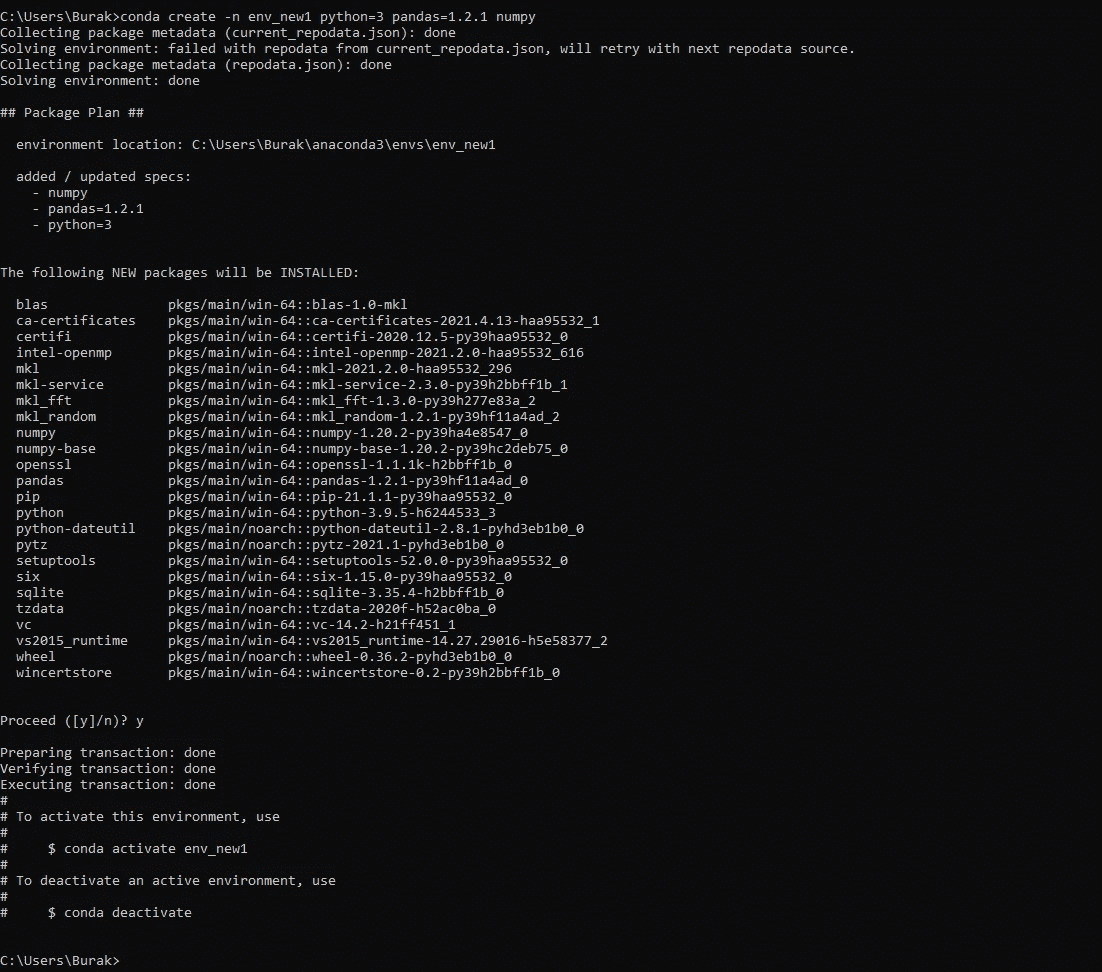 C:\Users\Burak>conda create -n env_new1 python=3 pandas=1.2.1 numpy
Collecting package metadata (current_repodata.json): done
Solving environment: failed with repodata from current_repodata.json, will retry with next repodata source.
Collecting package metadata (repodata.json): done
Solving environment: done
## Package Plan ##
environment location: C:\Users\Burak\anaconda3\envs\env_new1
added / updated specs:
- numpy
- pandas=1.2.1
- python=3
The following NEW packages will be INSTALLED:
blas pkgs/main/win-64::blas-1.0-mkl
ca-certificates pkgs/main/win-64::ca-certificates-2021.4.13-haa95532_1
certifi pkgs/main/win-64::certifi-2020.12.5-py39haa95532_0
intel-openmp pkgs/main/win-64::intel-openmp-2021.2.0-haa95532_616
mkl pkgs/main/win-64::mkl-2021.2.0-haa95532_296
mkl-service pkgs/main/win-64::mkl-service-2.3.0-py39h2bbff1b_1
mkl_fft pkgs/main/win-64::mkl_fft-1.3.0-py39h277e83a_2
mkl_random pkgs/main/win-64::mkl_random-1.2.1-py39hf11a4ad_2
numpy pkgs/main/win-64::numpy-1.20.2-py39ha4e8547_0
numpy-base pkgs/main/win-64::numpy-base-1.20.2-py39hc2deb75_0
openssl pkgs/main/win-64::openssl-1.1.1k-h2bbff1b_0
pandas pkgs/main/win-64::pandas-1.2.1-py39hf11a4ad_0
pip pkgs/main/win-64::pip-21.1.1-py39haa95532_0
python pkgs/main/win-64::python-3.9.5-h6244533_3
python-dateutil pkgs/main/noarch::python-dateutil-2.8.1-pyhd3eb1b0_0
pytz pkgs/main/noarch::pytz-2021.1-pyhd3eb1b0_0
setuptools pkgs/main/win-64::setuptools-52.0.0-py39haa95532_0
six pkgs/main/win-64::six-1.15.0-py39haa95532_0
sqlite pkgs/main/win-64::sqlite-3.35.4-h2bbff1b_0
tzdata pkgs/main/noarch::tzdata-2020f-h52ac0ba_0
vc pkgs/main/win-64::vc-14.2-h21ff451_1
vs2015_runtime pkgs/main/win-64::vs2015_runtime-14.27.29016-h5e58377_2
wheel pkgs/main/noarch::wheel-0.36.2-pyhd3eb1b0_0
wincertstore pkgs/main/win-64::wincertstore-0.2-py39h2bbff1b_0
Proceed ([y]/n)? y
Preparing transaction: done
Verifying transaction: done
Executing transaction: done
#
# To activate this environment, use
#
# $ conda activate env_new1
#
# To deactivate an active environment, use
#
# $ conda deactivate
C:\Users\Burak>